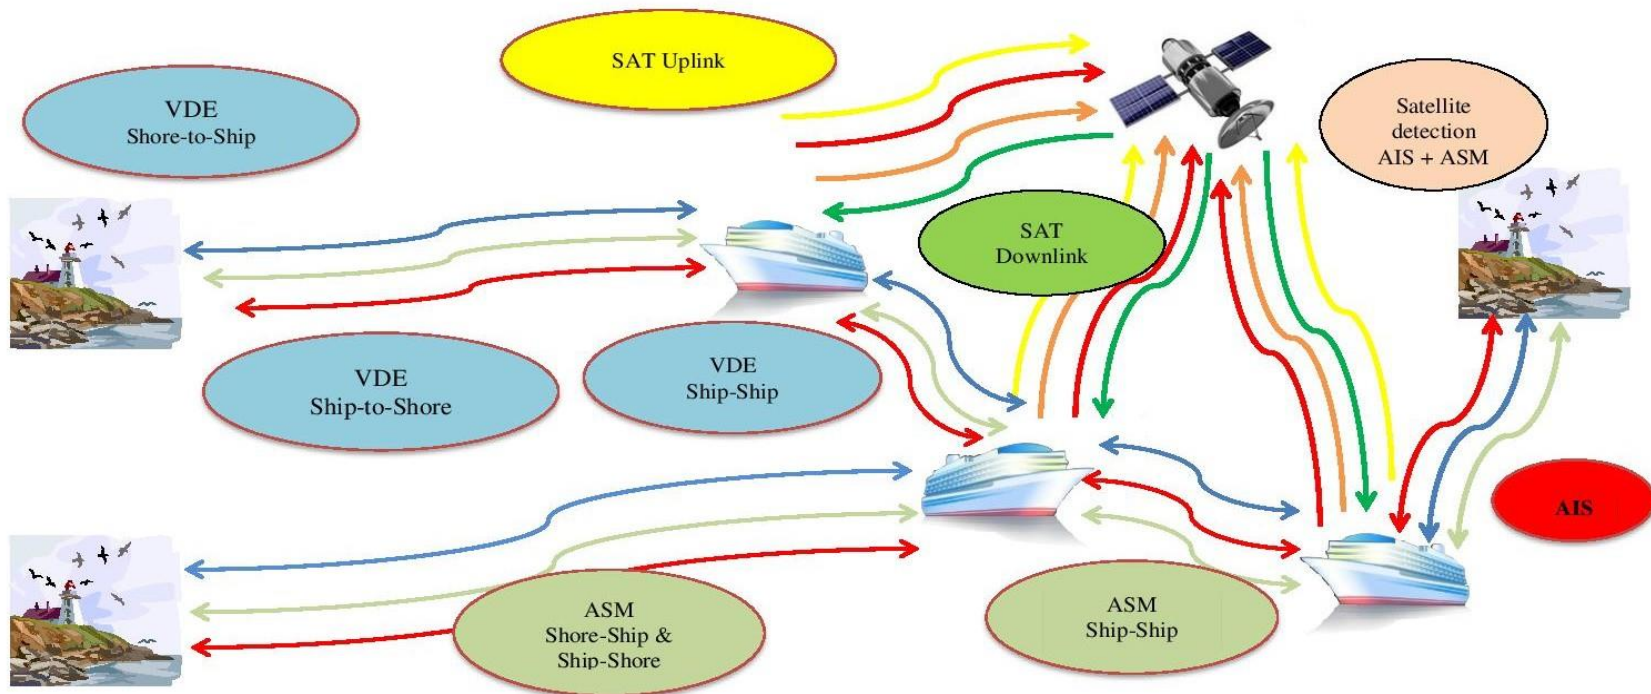 SAT Uplink
VDE
Shore-to-Ship
Satellite
detection
AIS + ASM
SAT
Downlink
VDE
Ship-to-Shore
VDE
Ship-Ship
AIS
ASM
Shore-Ship &
Ship-Shore
ASM
Ship-Ship